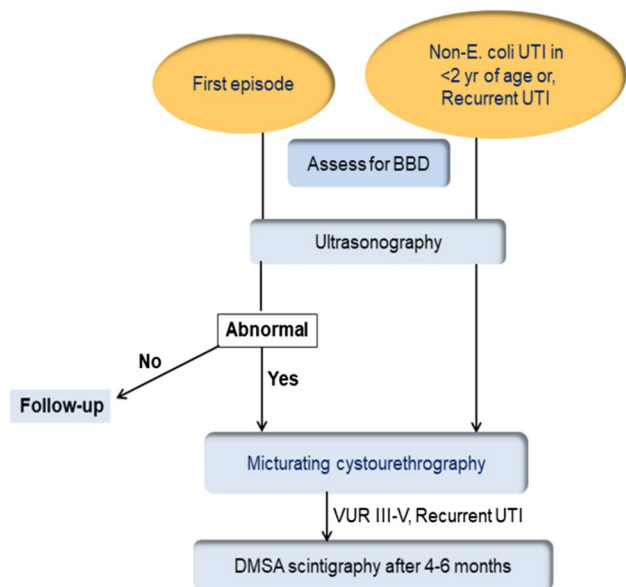 First episode
Non-E. coli UTI in
<2 yr of age or,
Recurrent UTI
Assess for BBD
Ultrasonography
Abnormal
No
Yes
Follow-up
Micturating cystourethrography
VUR III-V, Recurrent UTI
DMSA scintigraphy after 4-6 months